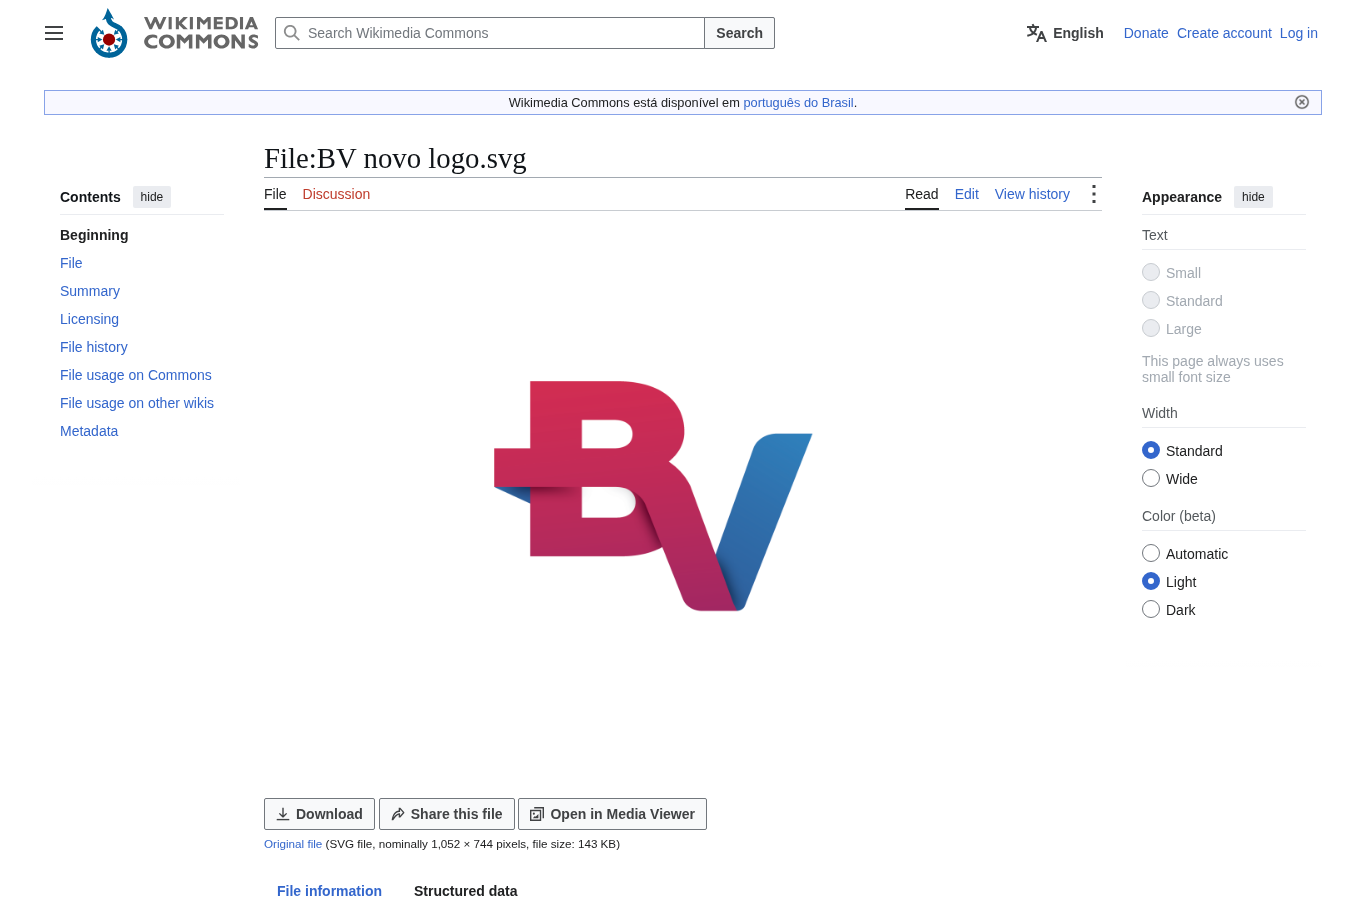 WIKIMEDIA
COMMONS
Search Wikimedia Commons
Search
English
Donate
Create account
Log in
Wikimedia Commons está disponível em português do Brasil.
File:BV novo logo.svg
Contents
hide
Beginning
File
Summary
Licensing
File history
File usage on Commons
File usage on other wikis
Metadata
File
Discussion
Read
Edit
View history
BV
Download
Share this file
Open in Media Viewer
Original file (SVG file, nominally 1,052 × 744 pixels, file size: 143 KB)
File information
Structured data
Appearance
hide
Text
Small
Standard
Large
This page always uses
small font size
Width
Standard
Wide
Color (beta)
Automatic
Light
Dark